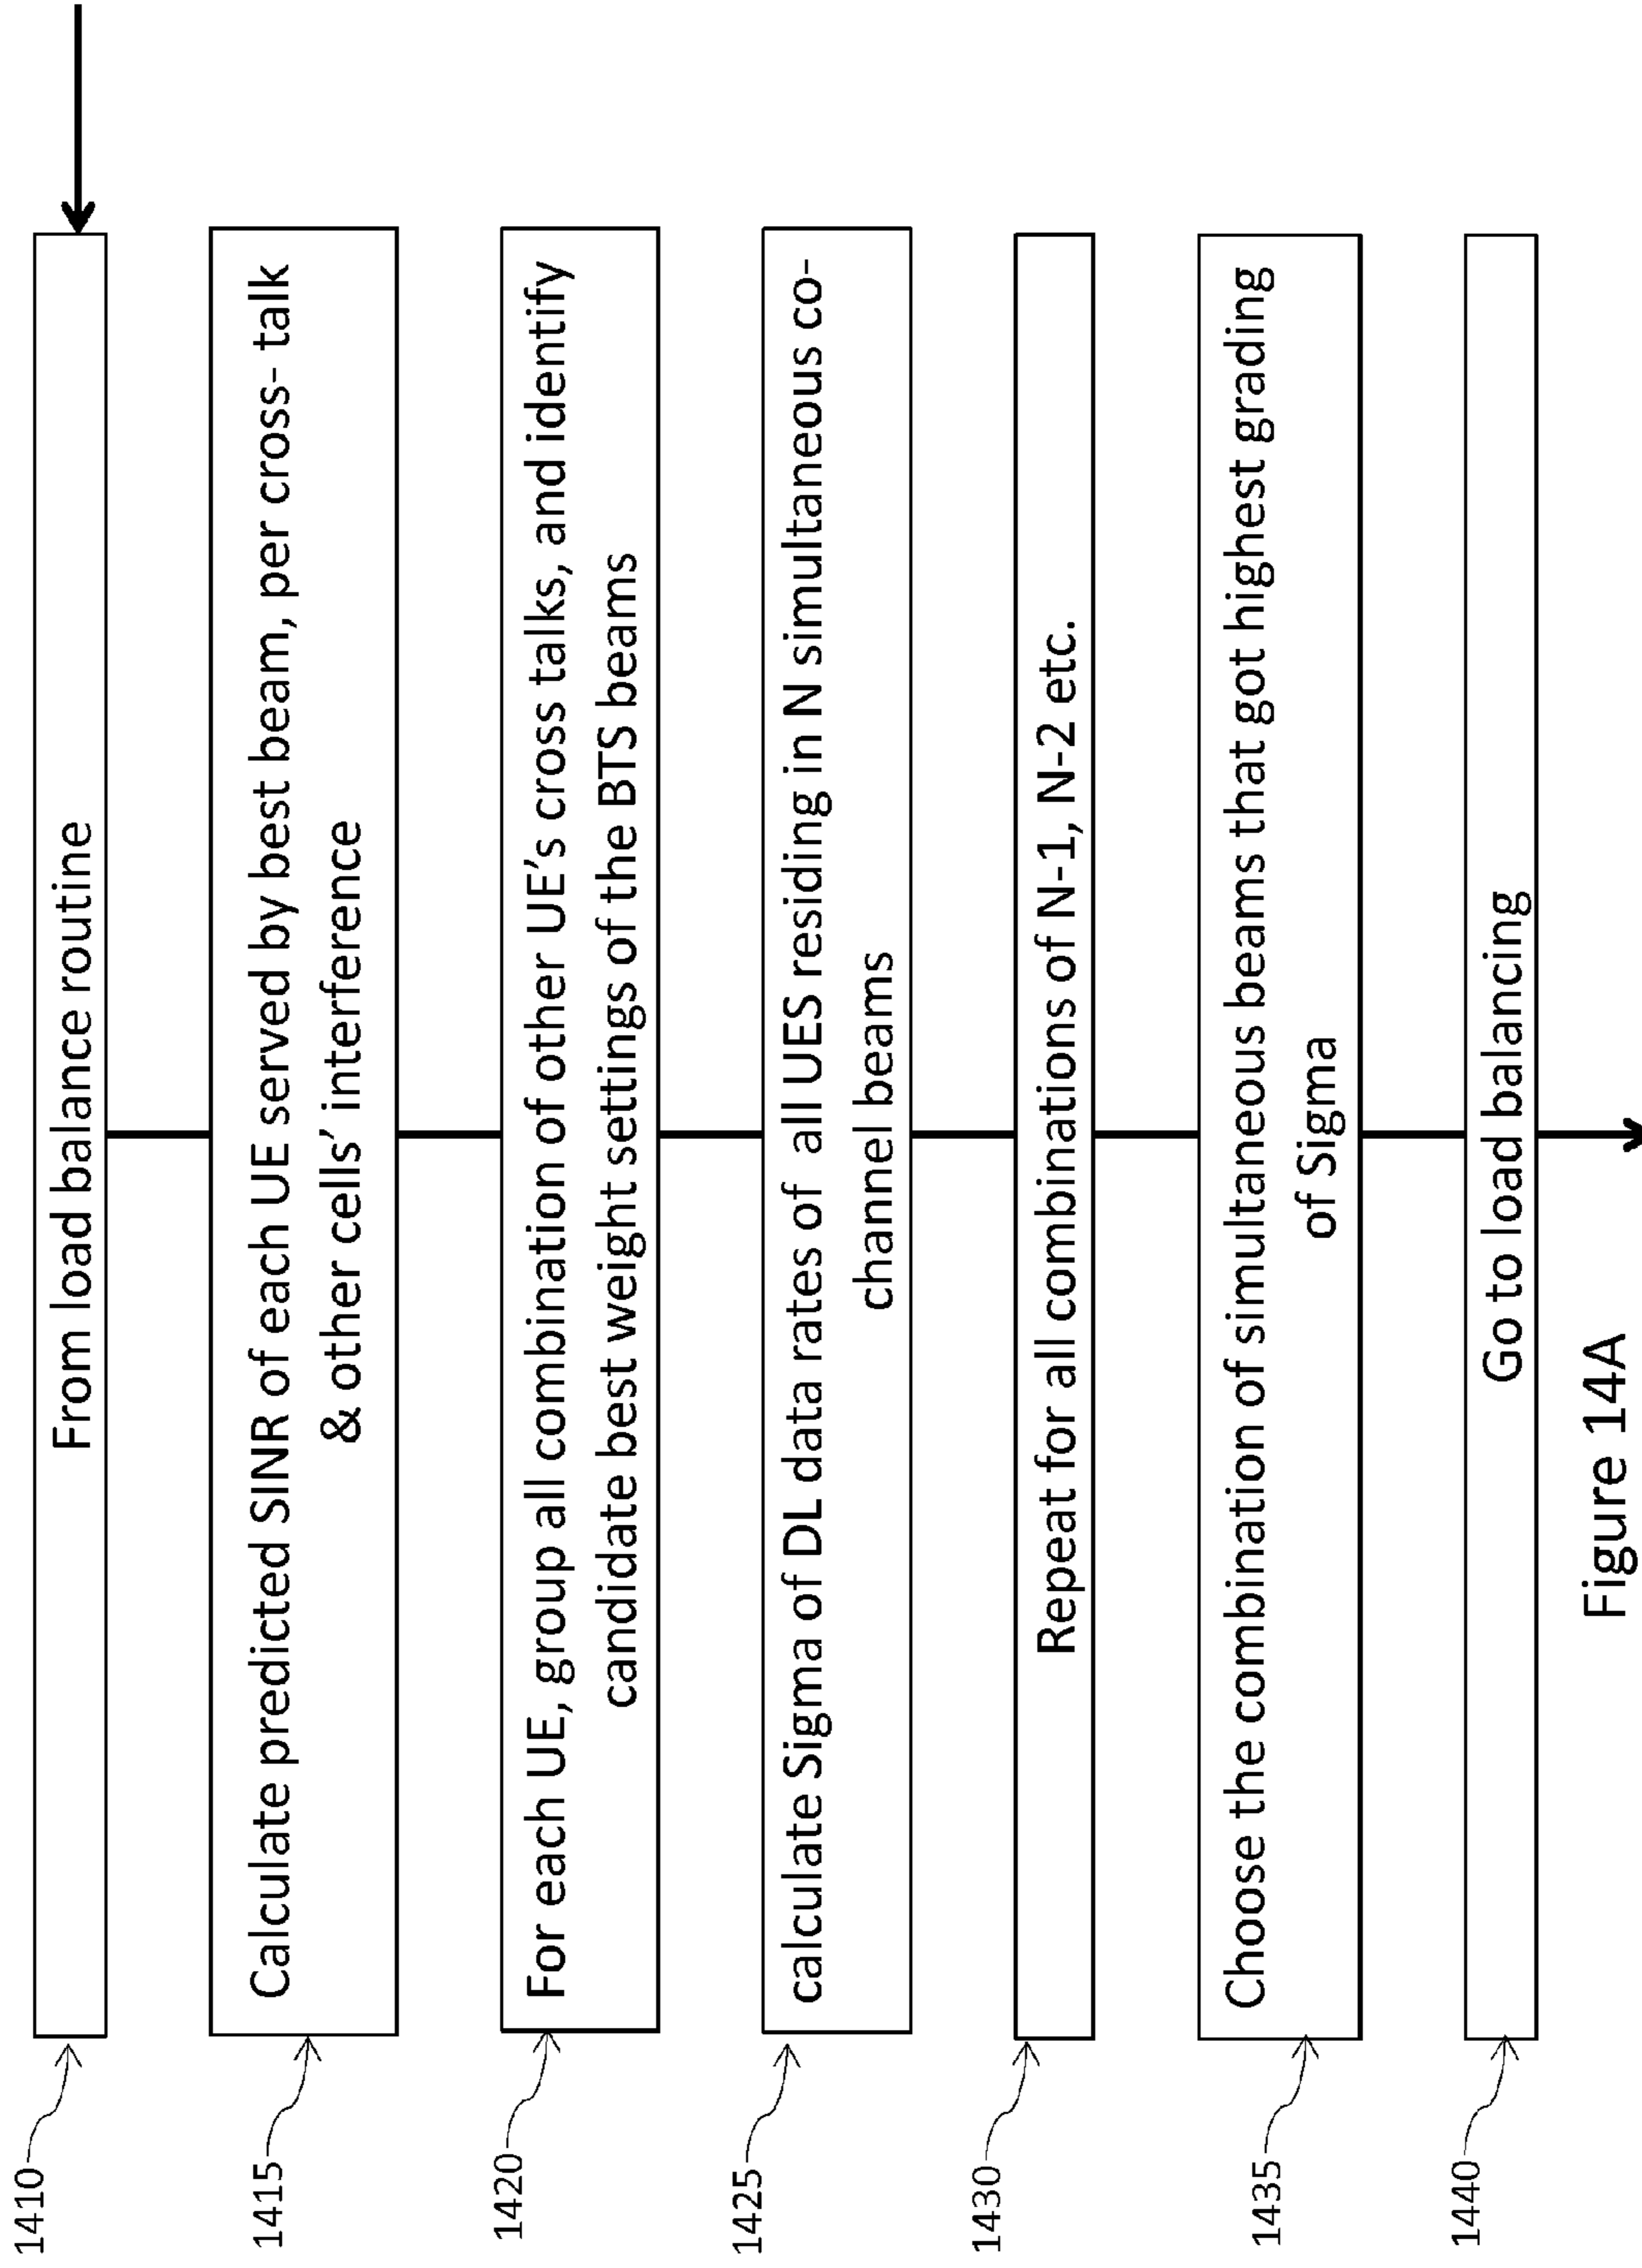 1410
From load balance routine
1415
Calculate predicted SINR of each UE served by best beam, per cross- talk
& other cells' interference
1420
For each UE, group all combination of other UE's cross talks, and identify
candidate best weight settings of the BTS beams
1425
calculate Sigma of DL data rates of all UES residing in N simultaneous co-
channel beams
1430
Repeat for all combinations of N-1, N-2 etc.
1435
Choose the combination of simultaneous beams that got highest grading
of Sigma
1440
Go to load balancing
Figure 14A